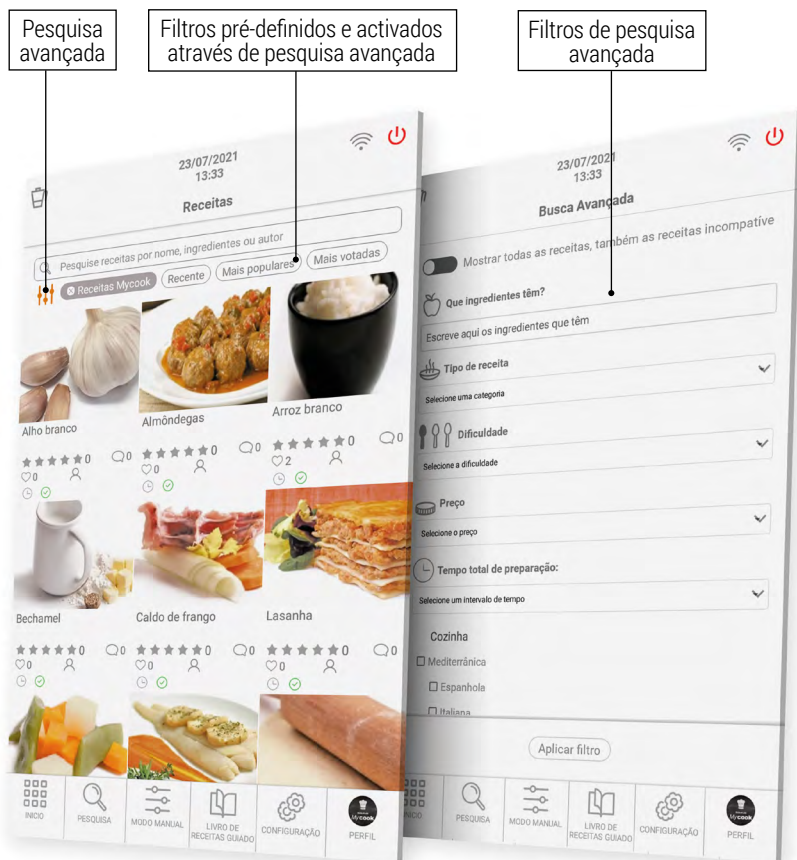 Pesquisa
avançada
Filtros pré-definidos e activados
através de pesquisa avançada
Filtros de pesquisa
avançada
23/07/2021
13:33
Receitas
Pesquise receitas por nome, ingredientes ou autor
Receitas Mycook
Recente
Mais populares
Mais votadas
Alho branco
Almôndegas
Arroz branco
0
0
0
0
0
0
0
0
2
Bechamel
Caldo de frango
Lasanha
0
0
0
0
0
0
0
0
0
INICIO
PESQUISA
MODO MANUAL
LIVRO DE
RECEITAS GUIADO
CONFIGURAÇÃO
Mycook
PERFIL
23/07/2021
13:33
Busca Avançada
Mostrar todas as receitas, também as receitas incompatíve
Que ingredientes têm?
Escreve aqui os ingredientes que têm
Tipo de receita
Selecione uma categoria
Dificuldade
Selecione a dificuldade
Preço
Selecione o preço
Tempo total de preparação:
Selecione um intervalo de tempo
Cozinha
Mediterrânica
Espanhola
Italiana
Aplicar filtro
INICIO
PESQUISA
MODO MANUAL
LIVRO DE
RECEITAS GUIADO
CONFIGURAÇÃO
Mycook
PERFIL